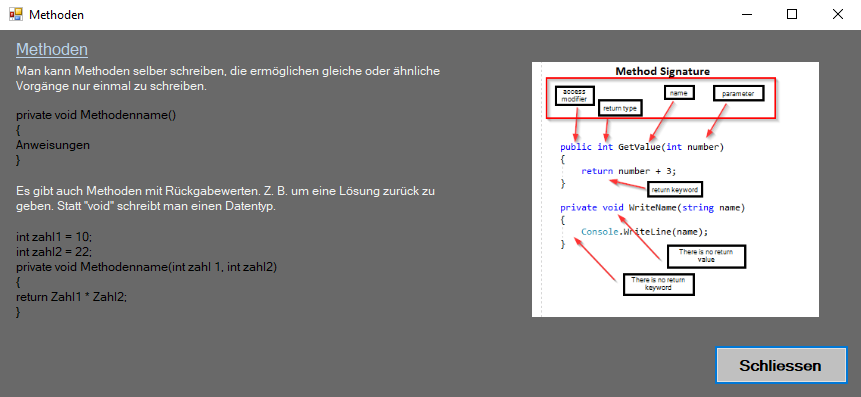 Methoden
Methoden
Man kann Methoden selber schreiben, die ermöglichen gleiche oder ähnliche
Vorgänge nur einmal zu schreiben.
private void Methodenname()
{
Anweisungen
}
Es gibt auch Methoden mit Rückgabewerten. Z. B. um eine Lösung zurück zu
geben. Statt "void" schreibt man einen Datentyp.
int zahl1 = 10;
int zahl2 = 22;
private void Methodenname(int zahl 1, int zahl2)
{
return Zahl1 * Zahl2;
}
Method Signature
access
modifier
return type
name
parameter
public int GetValue(int number)
{
return number + 3;
}
return keyword
private void WriteName(string name)
{
Console.WriteLine(name);
}
There is no return
value
There is no return
keyword
Schliessen